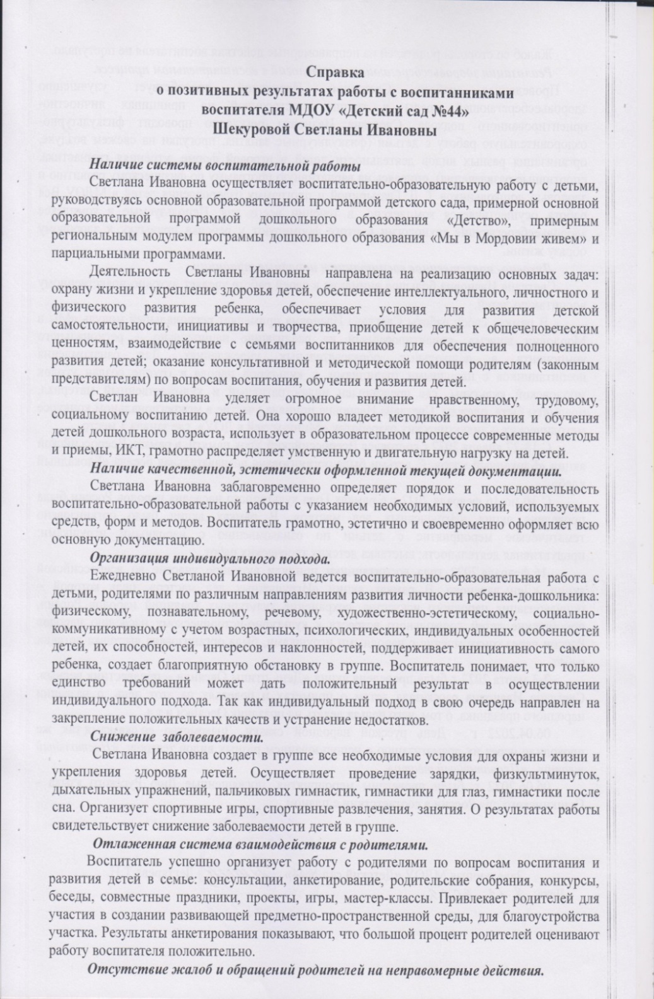 Справка
о позитивных результатах работы с воспитанниками
воспитателя МДОУ «Детский сад №44»
Шекуровой Светланы Ивановны
Наличие системы воспитательной работы
Светлана Ивановна осуществляет воспитательно-образовательную работу с детьми,
руководствуясь основной образовательной программой детского сада, примерной основной
образовательной программой дошкольного образования «Детство», примерным
региональным модулем программы дошкольного образования «Мы в Мордовии живем» и
парциальными программами.
Деятельность Светланы Ивановны направлена на реализацию основных задач:
охрану жизни и укрепление здоровья детей, обеспечение интеллектуального, личностного и
физического развития ребенка, обеспечивает условия для развития детской
самостоятельности, инициативы и творчества, приобщение детей к общечеловеческим
ценностям, взаимодействие с семьями воспитанников для обеспечения полноценного
развития детей; оказание консультативной и методической помощи родителям (законным
представителям) по вопросам воспитания, обучения и развития детей.
Светлан Ивановна уделяет огромное внимание нравственному, трудовому,
социальному воспитанию детей. Она хорошо владеет методикой воспитания и обучения
детей дошкольного возраста, использует в образовательном процессе современные методы
и приемы, ИКТ, грамотно распределяет умственную и двигательную нагрузку на детей.
Наличие качественной, эстетически оформленной текущей документации.
Светлана Ивановна заблаговременно определяет порядок и последовательность
воспитательно-образовательной работы с указанием необходимых условий, используемых
средств, форм и методов. Воспитатель грамотно, эстетично и своевременно оформляет всю
основную документацию.
Организация индивидуального подхода.
Ежедневно Светланой Ивановной ведется воспитательно-образовательная работа с
детьми, родителями по различным направлениям развития личности ребенка-дошкольника:
физическому, познавательному, речевому, художественно-эстетическому, социально-
коммуникативному с учетом возрастных, психологических, индивидуальных особенностей
детей, их способностей, интересов и наклонностей, поддерживает инициативность самого
ребенка, создает благоприятную обстановку в группе. Воспитатель понимает, что только
единство требований может дать положительный результат в осуществлении
индивидуального подхода. Так как индивидуальный подход в свою очередь направлен на
закрепление положительных качеств и устранение недостатков.
Снижение заболеваемости.
Светлана Ивановна создает в группе все необходимые условия для охраны жизни и
укрепления здоровья детей. Осуществляет проведение зарядки, физкультминуток,
дыхательных упражнений, пальчиковых гимнастик, гимнастики для глаз, гимнастики после
сна. Организует спортивные игры, спортивные развлечения, занятия. О результатах работы
свидетельствует снижение заболеваемости детей в группе.
Отлаженная система взаимодействия с родителями.
Воспитатель успешно организует работу с родителями по вопросам воспитания и
развития детей в семье: консультации, анкетирование, родительские собрания, конкурсы,
беседы, совместные праздники, проекты, игры, мастер-классы. Привлекает родителей для
участия в создании развивающей предметно-пространственной среды, для благоустройства
участка. Результаты анкетирования показывают, что большой процент родителей оценивают
работу воспитателя положительно.
Отсутствие жалоб и обращений родителей на неправомерные действия.